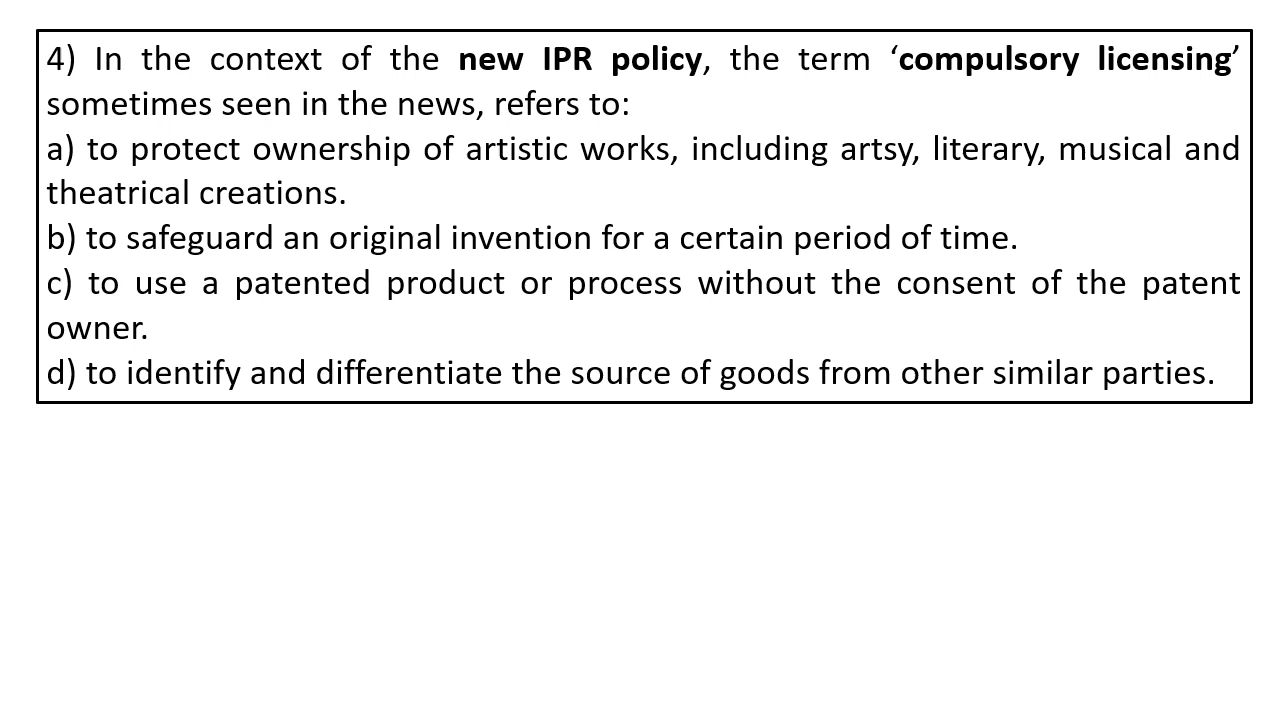 4) In the context of the new IPR policy, the term ‘compulsory licensing’
sometimes seen in the news, refers to:
a) to protect ownership of artistic works, including artsy, literary, musical and
theatrical creations.
b) to safeguard an original invention for a certain period of time.
c) to use a patented product or process without the consent of the patent
owner.
d) to identify and differentiate the source of goods from other similar parties.